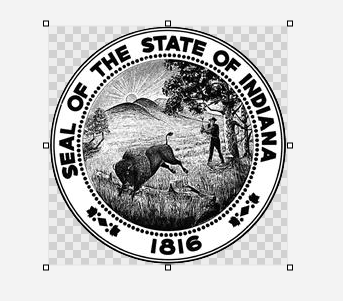 SEAL OF THE STATE OF INDIANA
1816